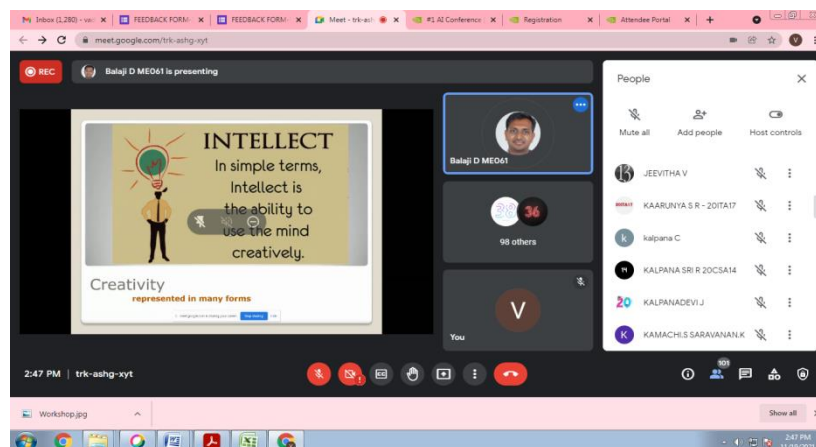 Inbox (1,280) - va
FEEDBACK FORM-
FEEDBACK FORM-
Meet - trk-ash
#1 AI Conference
Registration
Attendee Portal
meet.google.com/trk-ashg-xyt
V
REC
Balaji D ME061 is presenting
INTELLECT
In simple terms,
Intellect is
the ability to
use the mind
creatively.
Creativity
represented in many forms
Balaji D ME061
36
98 others
V
You
People
Mute all
Add people
Host controls
JEEVITHA V
KAARUNYA S R - 20ITA17
k
kalpana C
KALPANA SRI R 20CSA14
20
KALPANADEVI.J
K
KAMACHI.S SARAVANAN.K
2:47 PM | trk-ashg-xyt
101
Workshop.jpg
Show all
2:47 PM